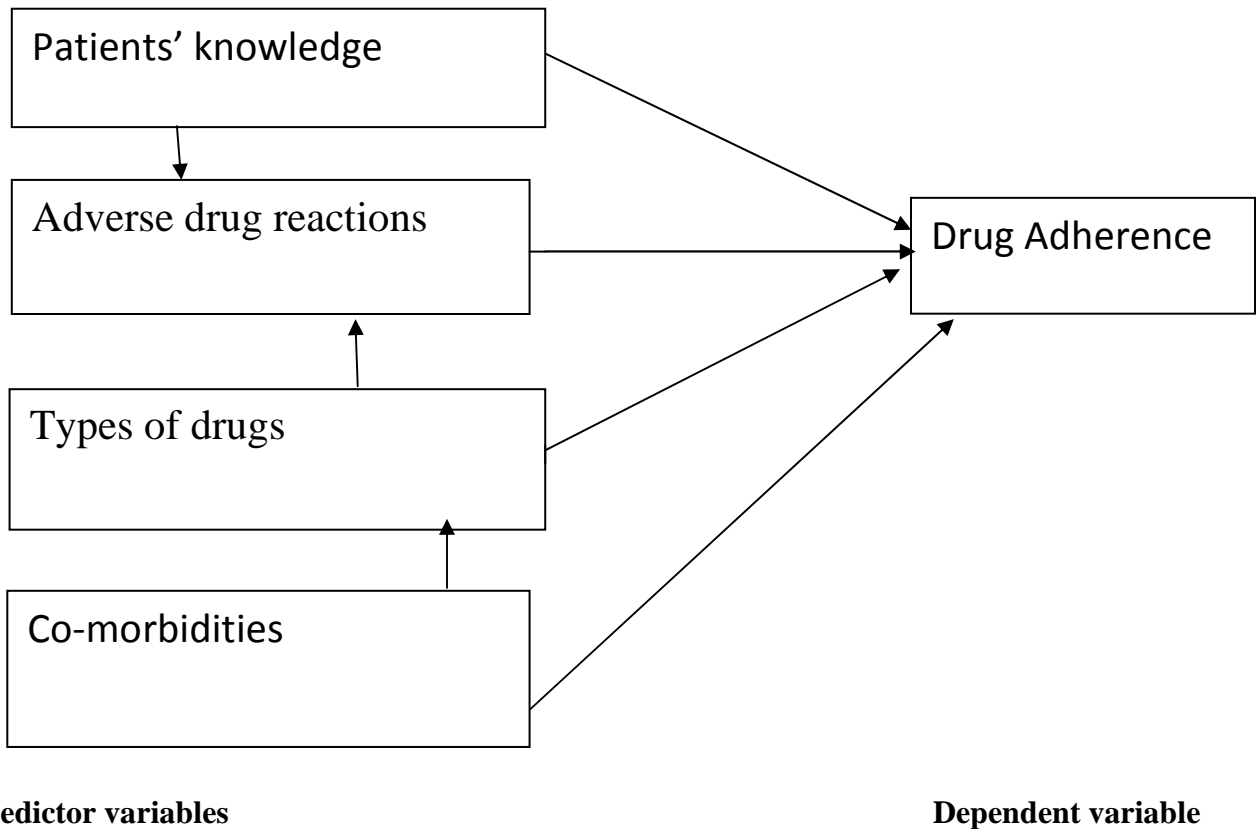 Patients’ knowledge
Adverse drug reactions
Drug Adherence
Types of drugs
Co-morbidities
edictor variables
Dependent variable